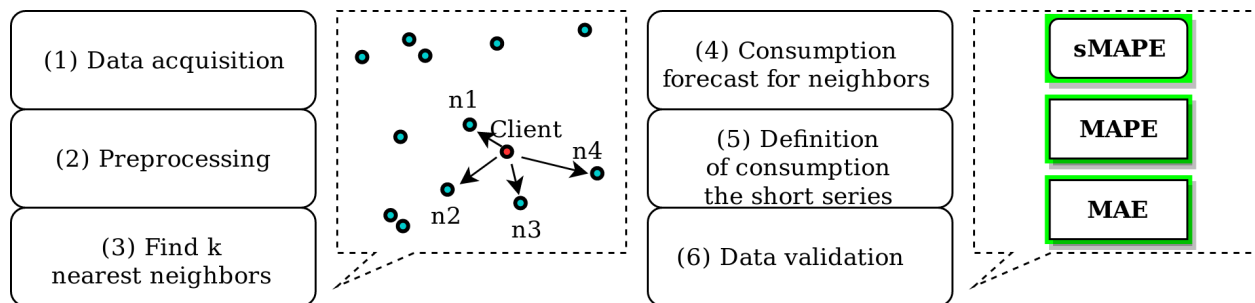 (1) Data acquisition
(2) Preprocessing
(3) Find k
nearest neighbors
n1
Client
n4
n2
n3
(4) Consumption
forecast for neighbors
(5) Definition
of consumption
the short series
(6) Data validation
sMAPE
MAPE
MAE